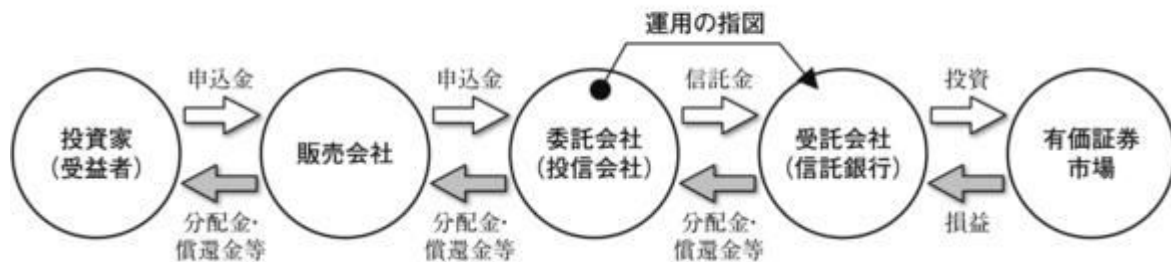 運用の指図
申込金
申込金
信託金
投資
投資家
(受益者)
販売会社
委託会社
(投信会社)
受託会社
(信託銀行)
有価証券
市場
分配金・
償還金等
分配金・
償還金等
分配金・
償還金等
損益